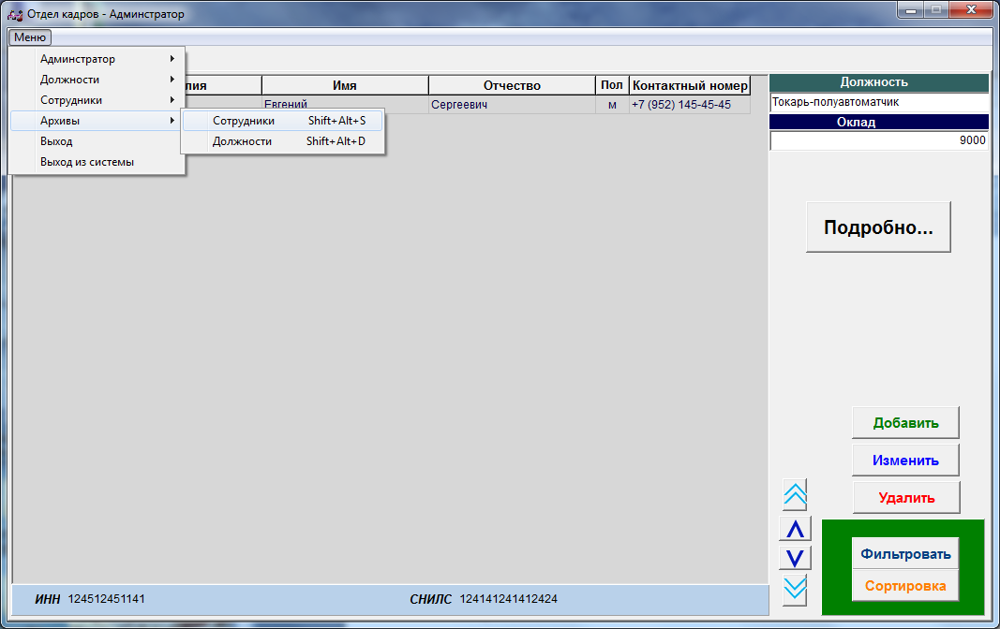 Отдел кадров - Админстратор
Меню
Админстратор
Должности
Сотрудники
Архивы
Выход
Выход из системы
Сотрудники Shift+Alt+S
Должности Shift+Alt+D
лия Имя Отчество Пол Контактный номер
Евгений Сергеевич м +7 (952) 145-45-45
Должность
Токарь-полуавтоматчик
Оклад
9000
Подробно...
Добавить
Изменить
Удалить
Фильтровать
Сортировка
ИНН 124512451141 СНИЛС 124141241412424